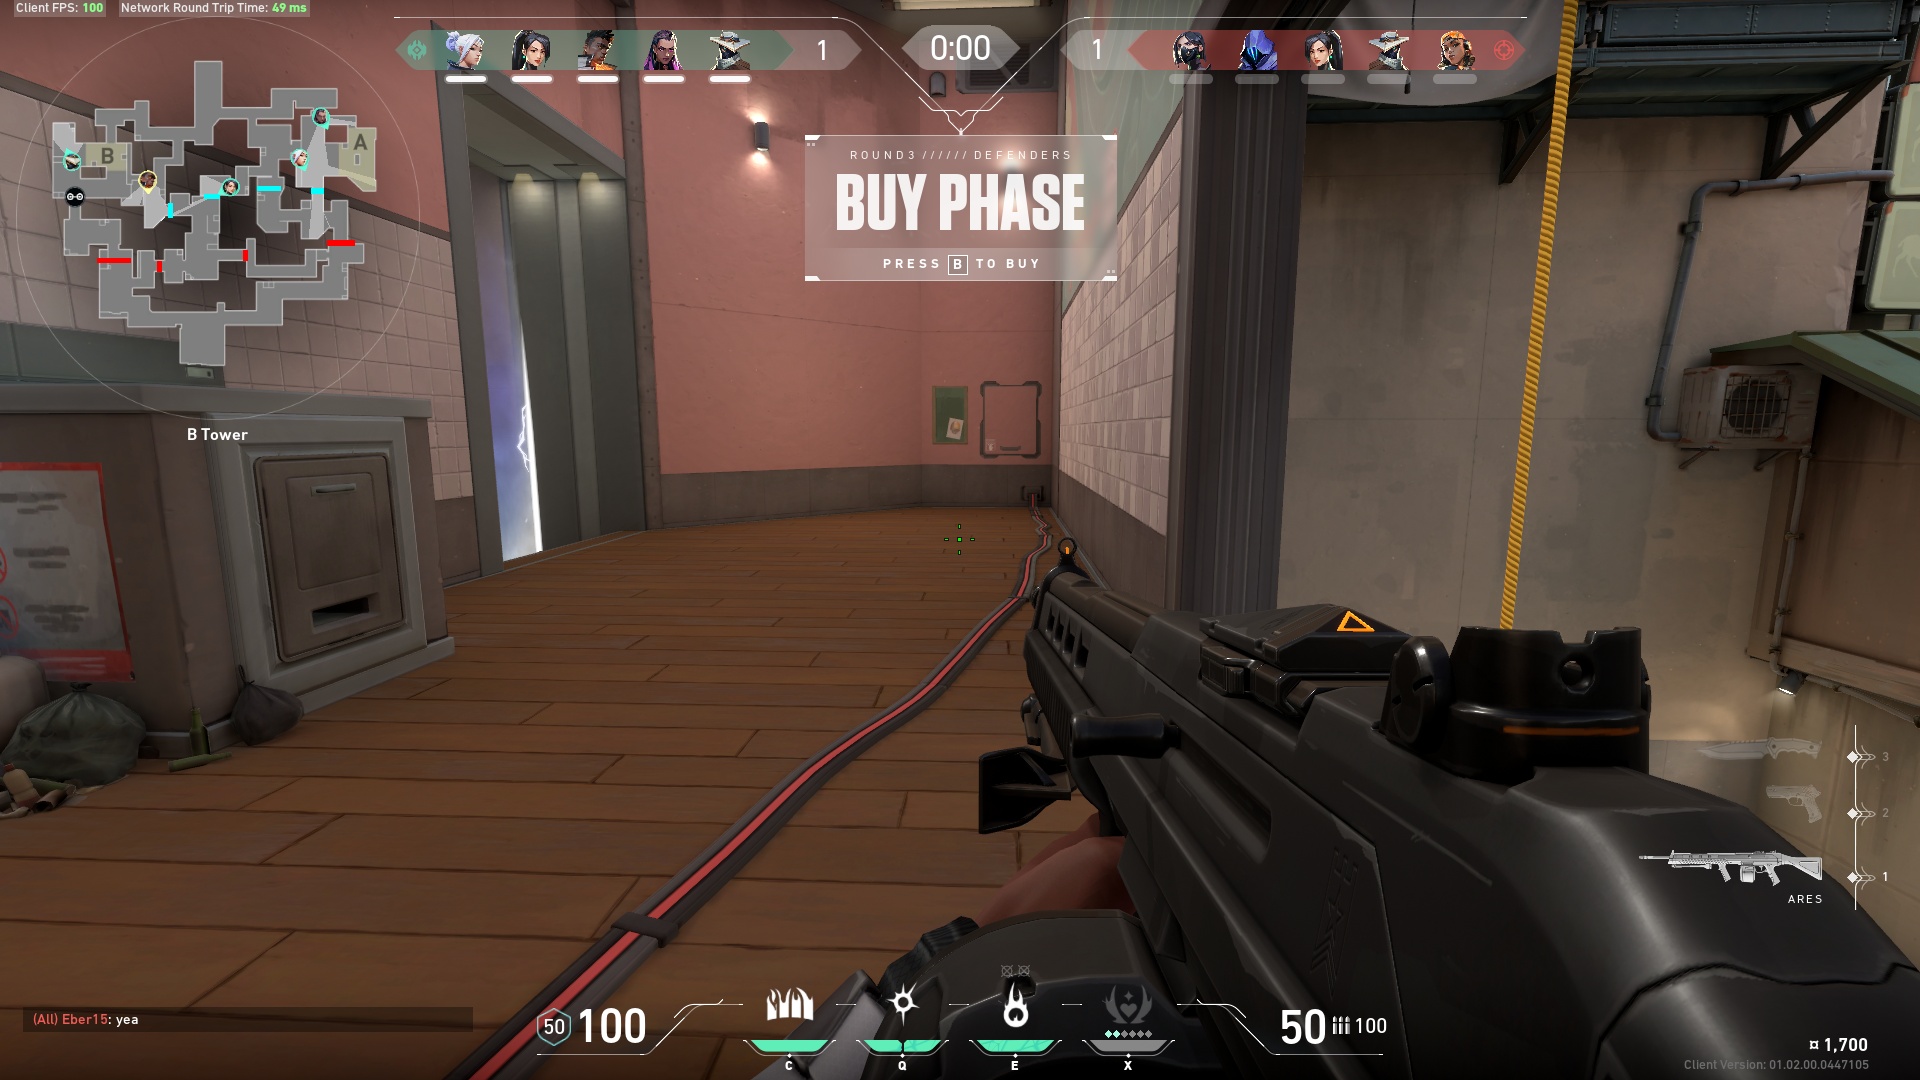 Client FPS: 100 Network Round Trip Time: 49 ms
1 0:00 1
ROUND 3 ////// DEFENDERS
BUY PHASE
PRESS B TO BUY
A
B
B Tower
3
2
1
ARES
(All) Eber15: yea
50 100
50 100
C Q E X
¤ 1,700
Client Version: 01.02.00.0447105